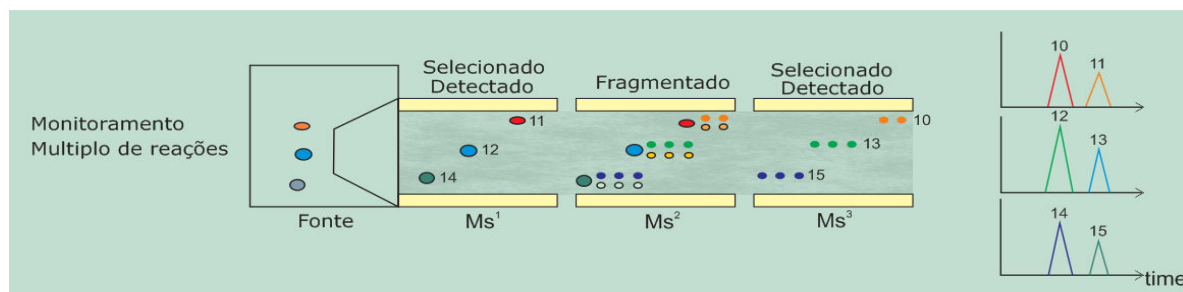 Monitoramento
Multiplo de reações
Fonte
Selecionado
Detectado
11
12
14
Ms¹
Fragmentado
Ms²
Selecionado
Detectado
10
13
15
Ms³
10
11
12
13
14
15
time